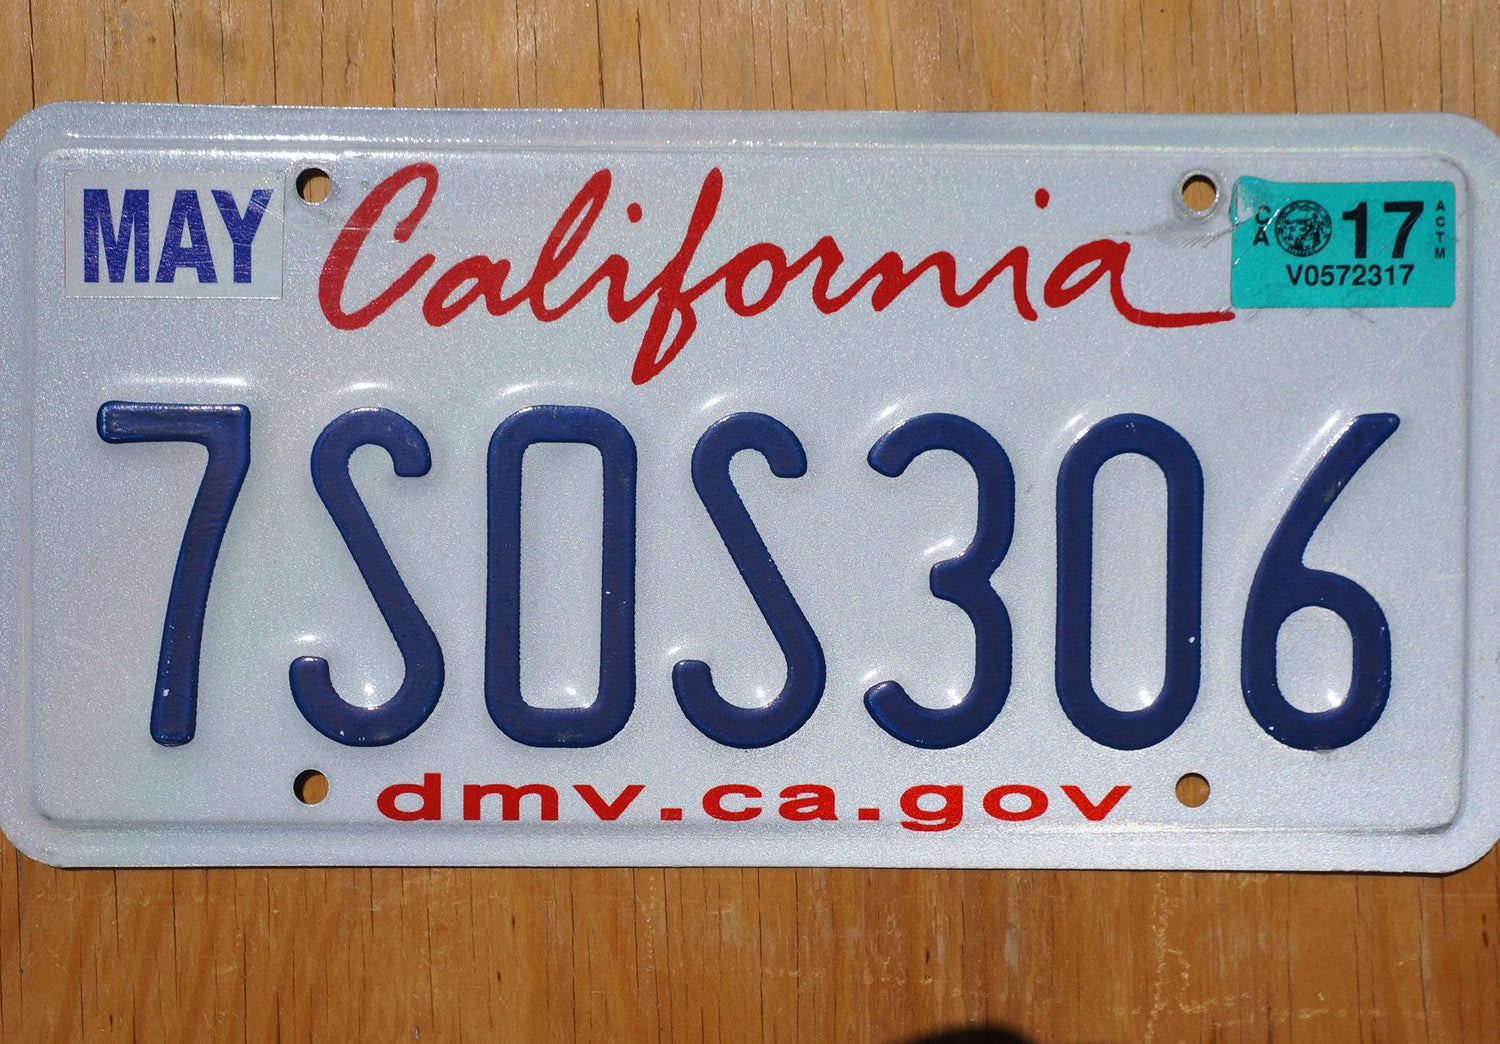 MAY
California
CA 17 ACTM
V0572317
7SOS306
dmv.ca.gov